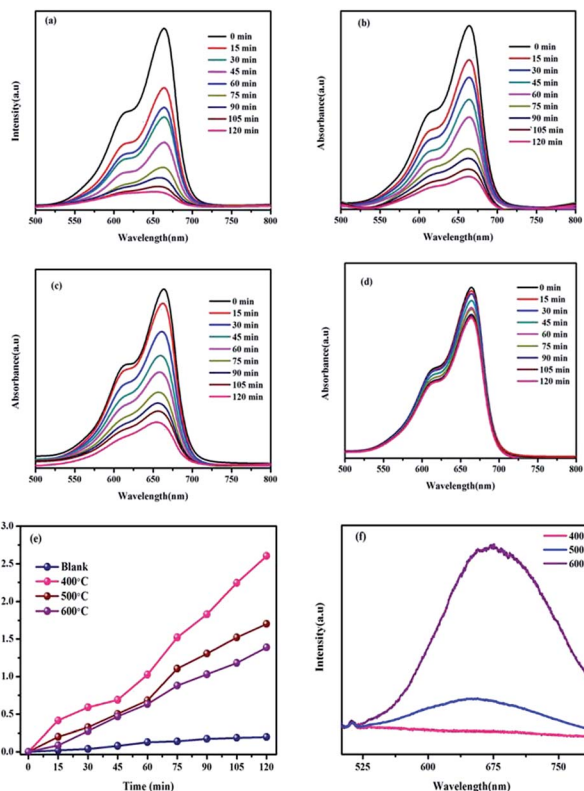 (a)
0 min
15 min
30 min
45 min
60 min
75 min
90 min
105 min
120 min
Intensity(a.u)
500 550 600 650 700 750 800
Wavelength(nm)
(b)
0 min
15 min
30 min
45 min
60 min
75 min
90 min
105 min
120 min
Absorbance(a.u)
500 550 600 650 700 750 800
Wavelength(nm)
(c)
0 min
15 min
30 min
45 min
60 min
75 min
90 min
105 min
120 min
Absorbance(a.u)
500 550 600 650 700 750 800
Wavelength(nm)
(d)
0 min
15 min
30 min
45 min
60 min
75 min
90 min
105 min
120 min
Absorbance(a.u)
500 550 600 650 700 750 800
Wavelength(nm)
(e)
Blank
400°C
500°C
600°C
3.0
2.5
2.0
1.5
1.0
0.5
0.0
0 15 30 45 60 75 90 105 120
Time (min)
(f)
400
500
600
Intensity(a.u)
525 600 675 750
Wavelength(nm)